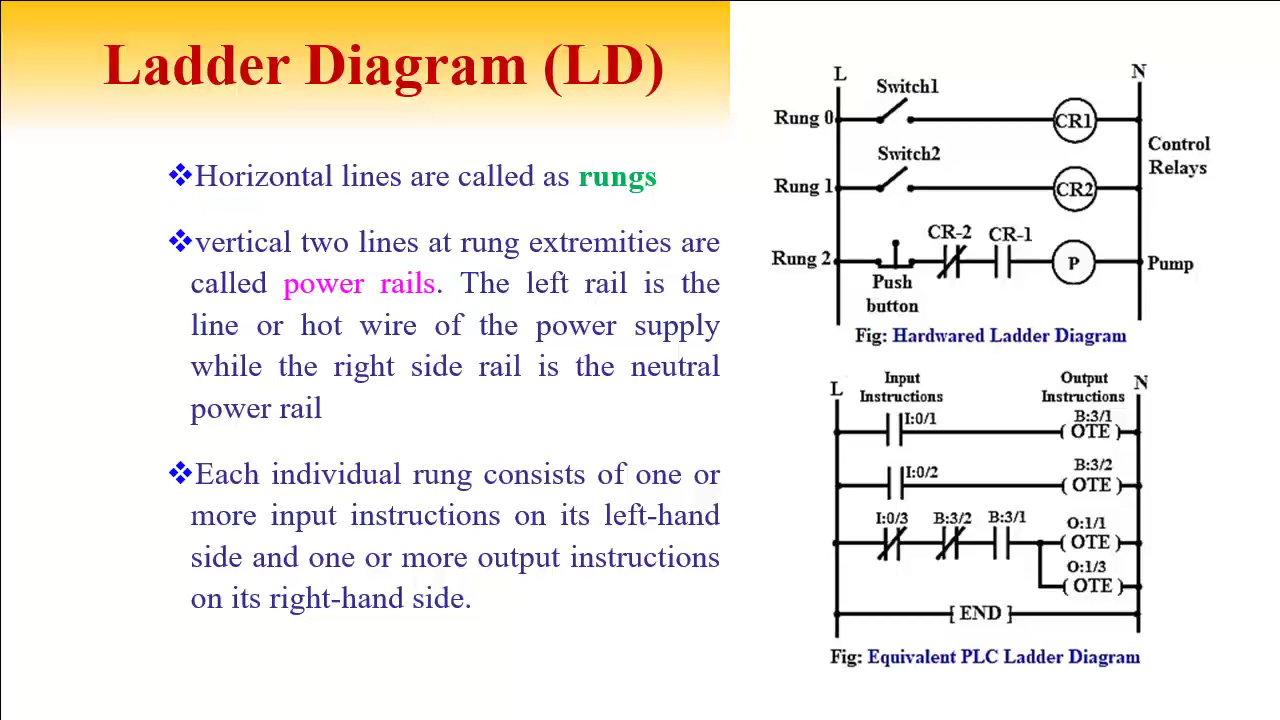 Ladder Diagram (LD)
❖Horizontal lines are called as rungs
❖vertical two lines at rung extremities are
called power rails. The left rail is the
line or hot wire of the power supply
while the right side rail is the neutral
power rail
❖Each individual rung consists of one or
more input instructions on its left-hand
side and one or more output instructions
on its right-hand side.
L N
Switch1
Rung 0 CR1
Control
Relays
Switch2
Rung 1 CR2
CR-2 CR-1
Rung 2 P Pump
Push
button
Fig: Hardwared Ladder Diagram
L N
Input
Instructions
Output
Instructions
I:0/1 B:3/1
( OTE )
I:0/2 B:3/2
( OTE )
I:0/3 B:3/2 B:3/1 O:1/1
( OTE )
O:1/3
( OTE )
[ END ]
Fig: Equivalent PLC Ladder Diagram